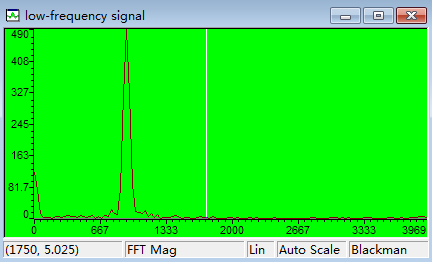 low-frequency signal
490
408
327
245
163
81.7
0
0 667 1333 2000 2667 3333 3969
(1750, 5.025) FFT Mag Lin Auto Scale Blackman